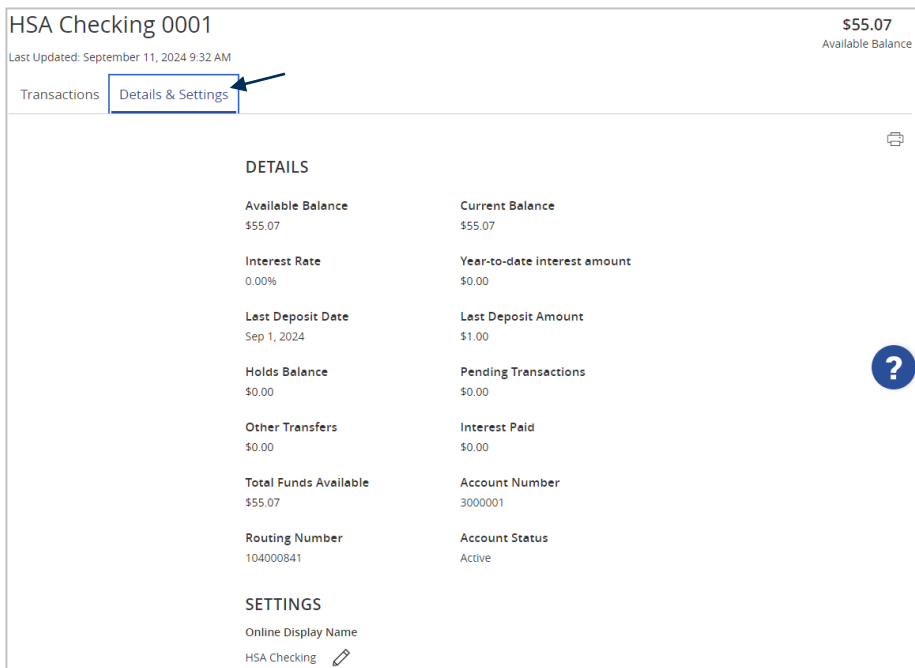 HSA Checking 0001
$55.07
Available Balance
Last Updated: September 11, 2024 9:32 AM
Transactions Details & Settings
DETAILS
Available Balance Current Balance
$55.07 $55.07
Interest Rate Year-to-date interest amount
0.00% $0.00
Last Deposit Date Last Deposit Amount
Sep 1, 2024 $1.00
Holds Balance Pending Transactions
$0.00 $0.00
?
Other Transfers Interest Paid
$0.00 $0.00
Total Funds Available Account Number
$55.07 3000001
Routing Number Account Status
104000841 Active
SETTINGS
Online Display Name
HSA Checking